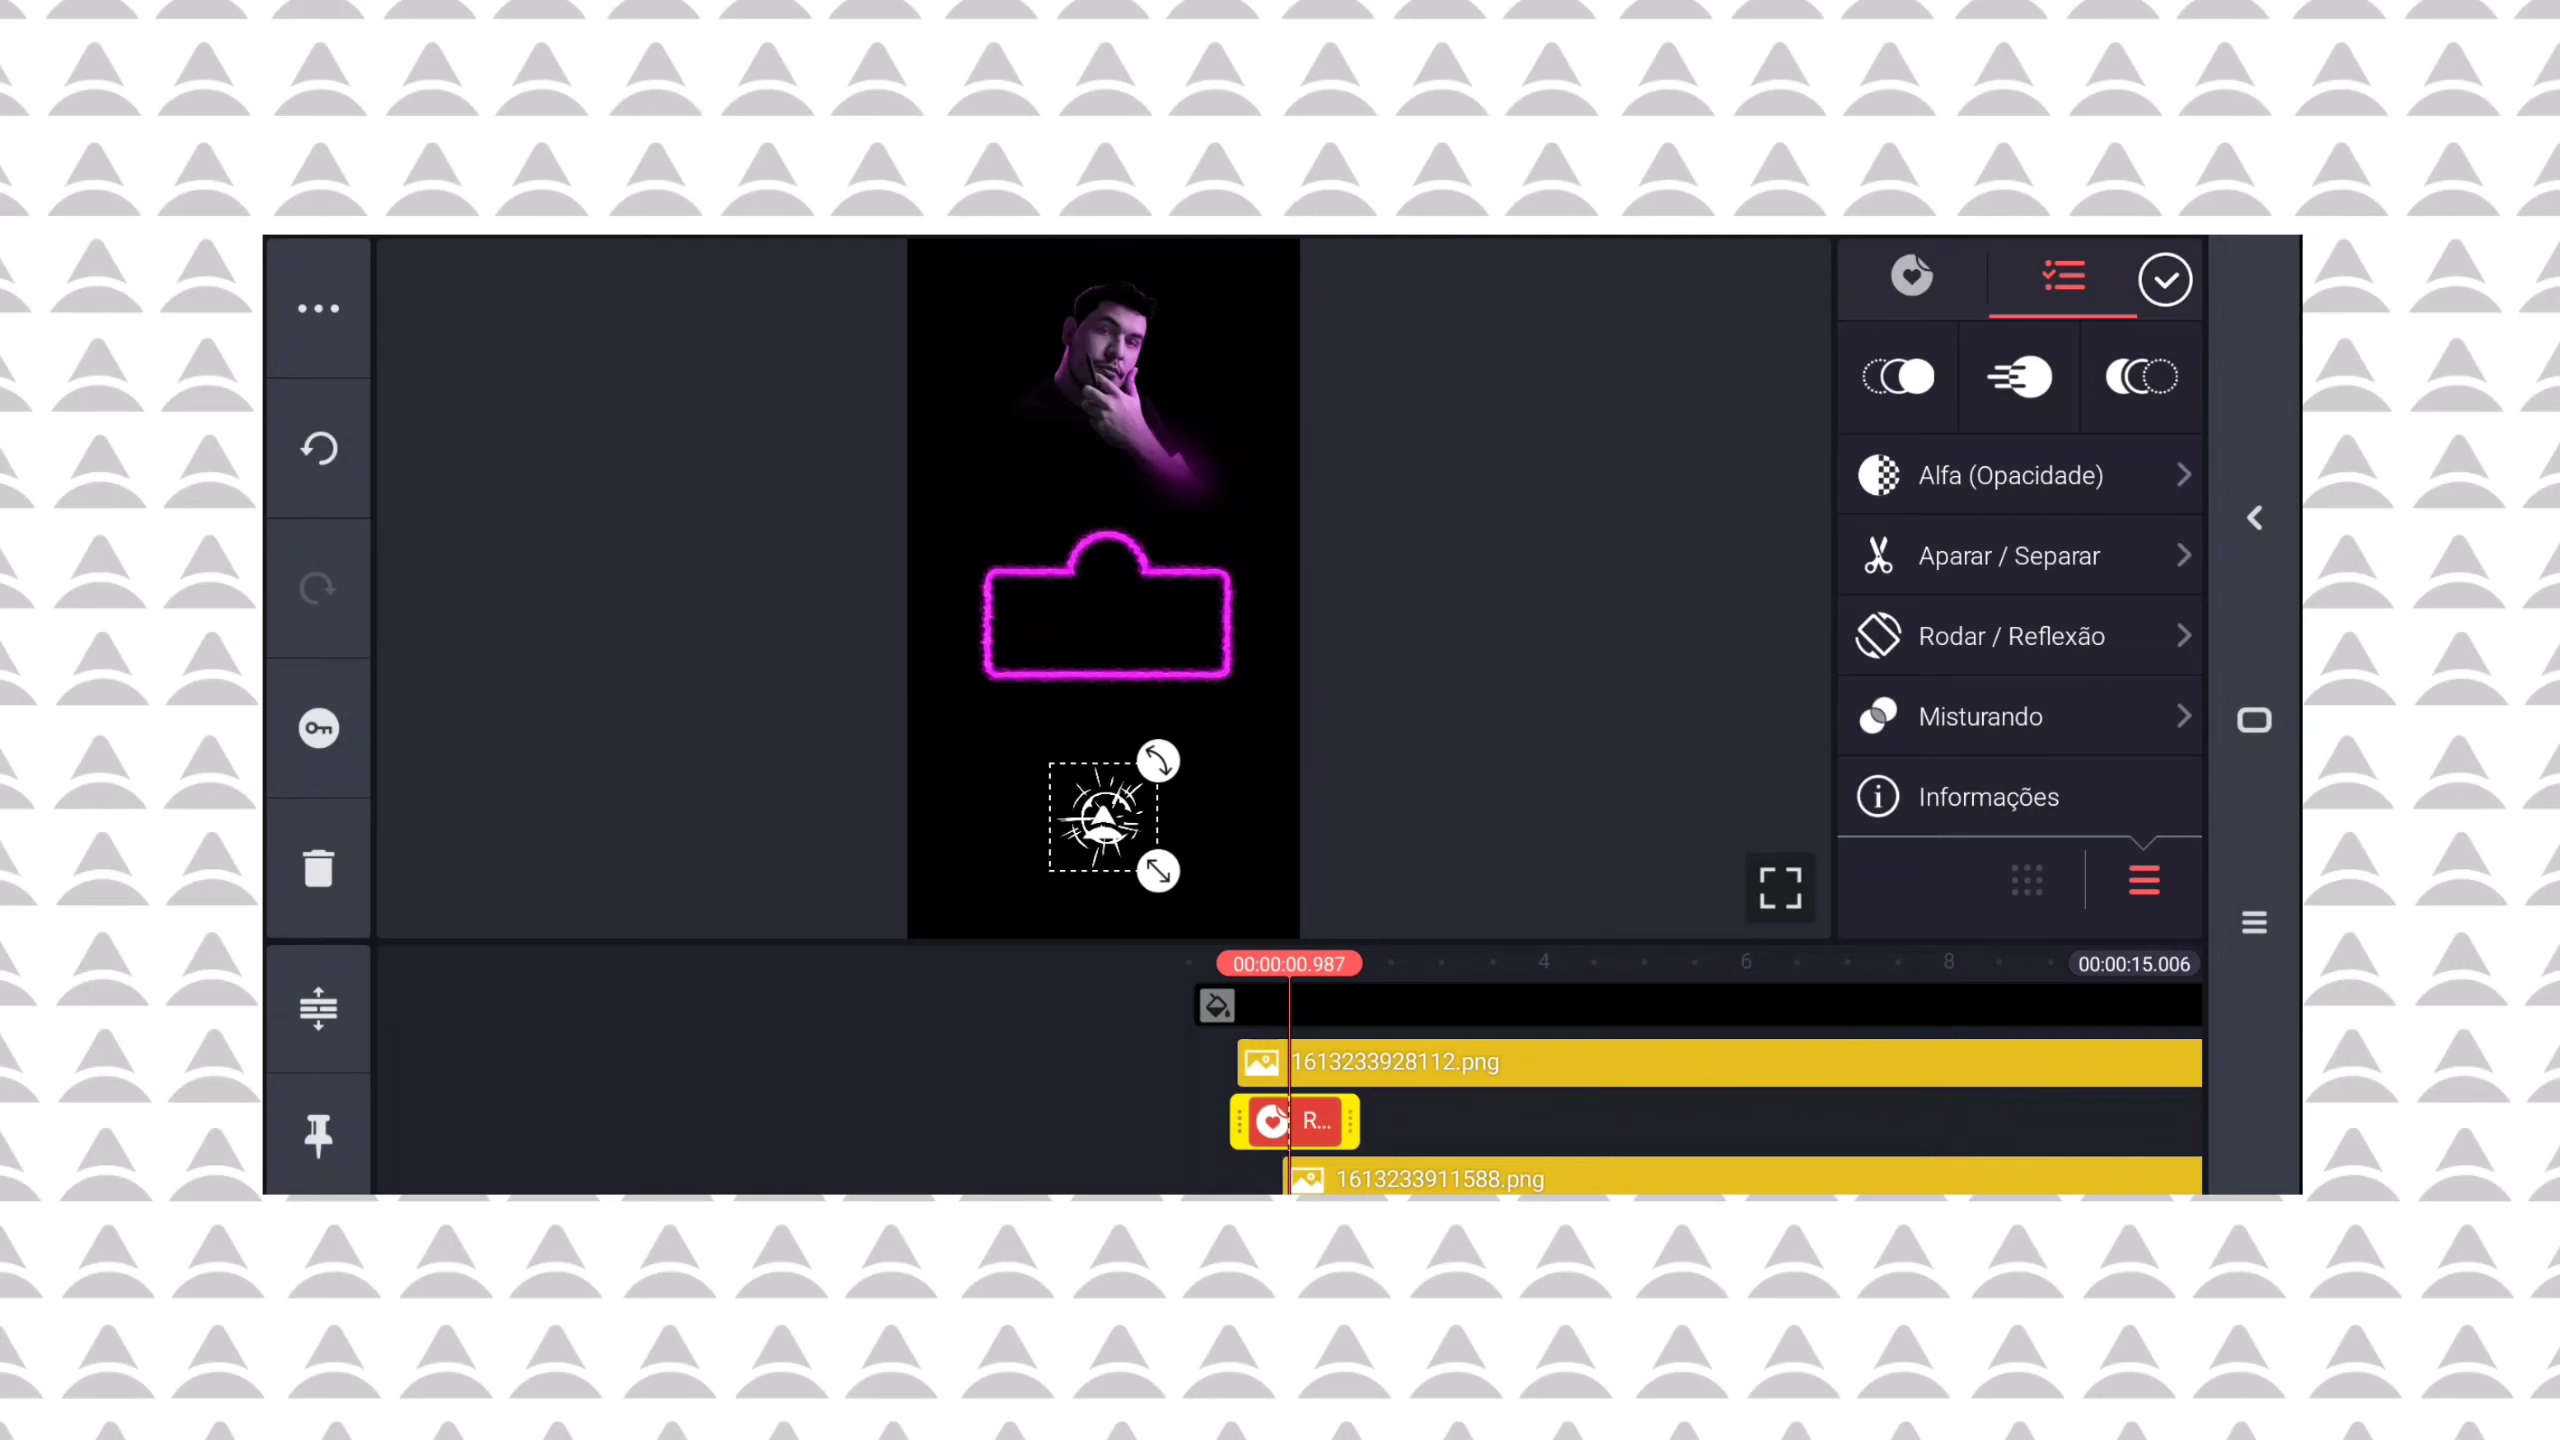 Alfa (Opacidade)
Aparar / Separar
Rodar / Reflexão
Misturando
Informações
00:00:00.987
4
6
8
00:00:15.006
1613233928112.png
R...
1613233911588.png